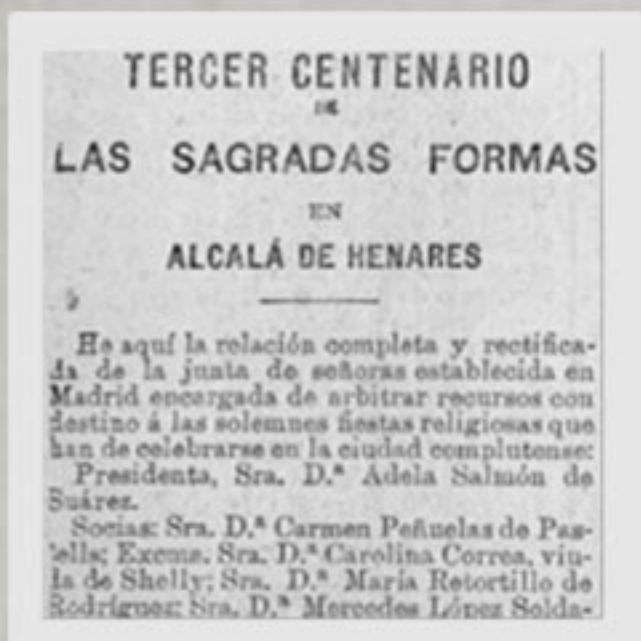 TERCER CENTENARIO
DE
LAS SAGRADAS FORMAS
EN
ALCALÁ DE HENARES
He aquí la relación completa y rectifica-
da de la junta de señoras establecida en
Madrid encargada de arbitrar recursos con
destino á las solemnes fiestas religiosas que
han de celebrarse en la ciudad complutense:
Presidenta, Sra. D.ª Adela Salmón de
Suárez.
Socias: Sra. D.ª Carmen Peñuelas de Pas-
tells; Excma. Sra. D.ª Carolina Correa, viu-
da de Shelly; Sra. D.ª María Retortillo de
Rodríguez; Sra. D.ª Mercedes López Solda-